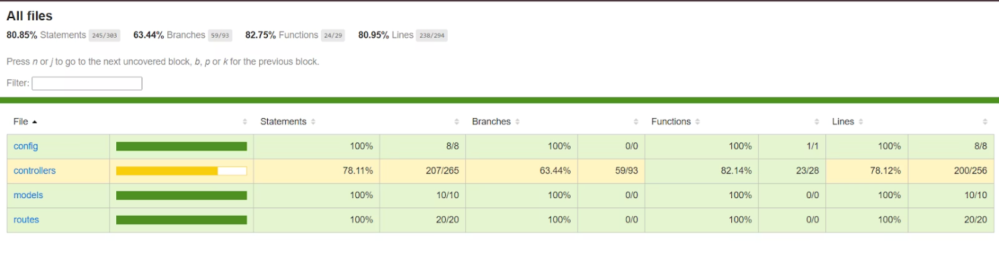 All files
80.85% Statements 245/303 63.44% Branches 59/93 82.75% Functions 24/29 80.95% Lines 238/294
Press n or j to go to the next uncovered block, b, p or k for the previous block.
Filter:
File Statements Branches Functions Lines
config 100% 8/8 100% 0/0 100% 1/1 100% 8/8
controllers 78.11% 207/265 63.44% 59/93 82.14% 23/28 78.12% 200/256
models 100% 10/10 100% 0/0 100% 0/0 100% 10/10
routes 100% 20/20 100% 0/0 100% 0/0 100% 20/20